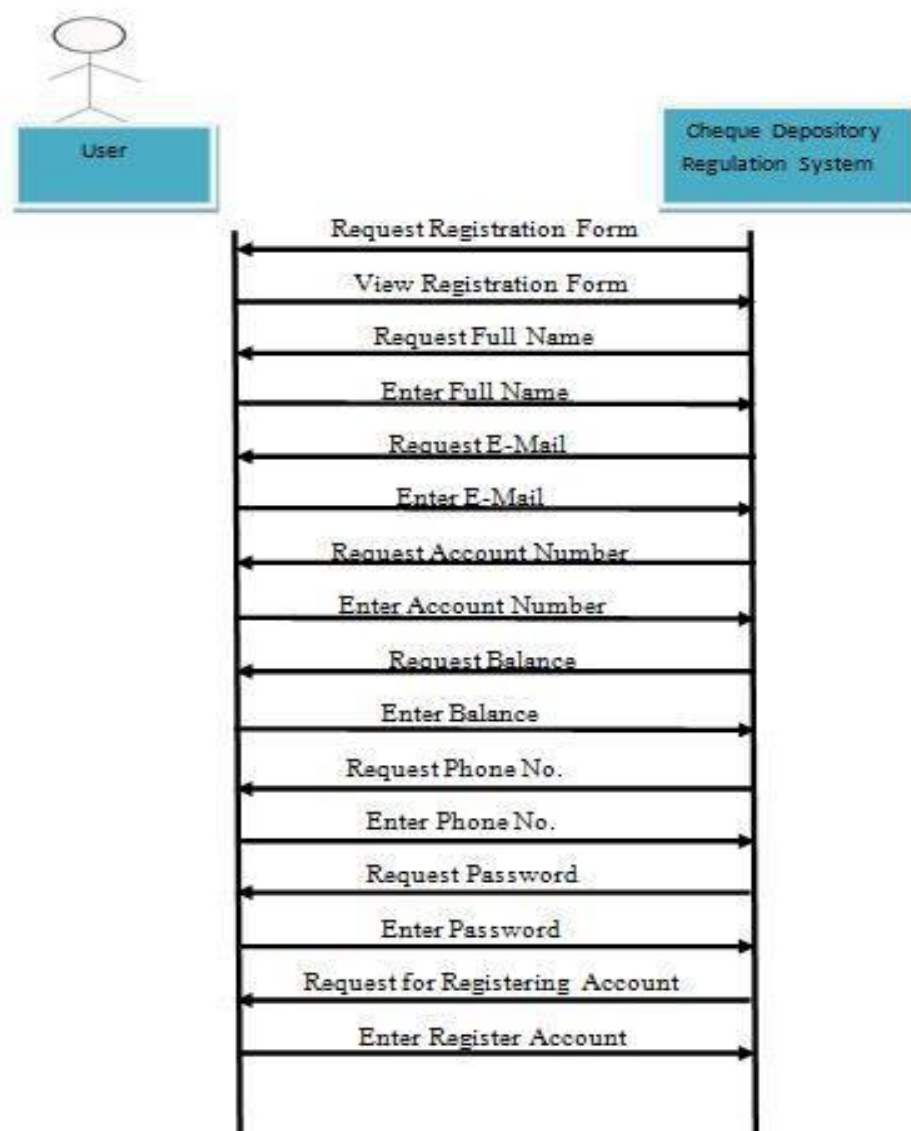 User
Cheque Depository
Regulation System
Request Registration Form
View Registration Form
Request Full Name
Enter Full Name
Request E-Mail
Enter E-Mail
Request Account Number
Enter Account Number
Request Balance
Enter Balance
Request Phone No.
Enter Phone No.
Request Password
Enter Password
Request for Registering Account
Enter Register Account